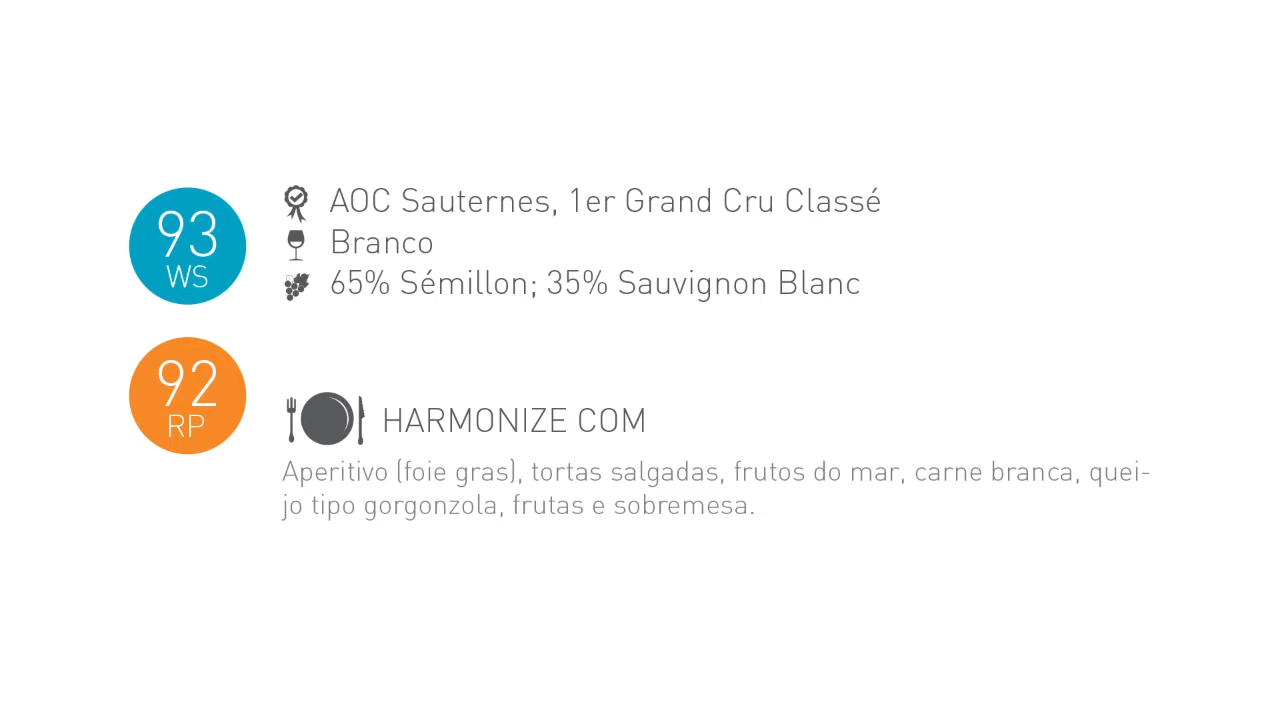 93
WS
AOC Sauternes, 1er Grand Cru Classé
Branco
65% Sémillon; 35% Sauvignon Blanc
92
RP
HARMONIZE COM
Aperitivo (foie gras), tortas salgadas, frutos do mar, carne branca, quei-
jo tipo gorgonzola, frutas e sobremesa.